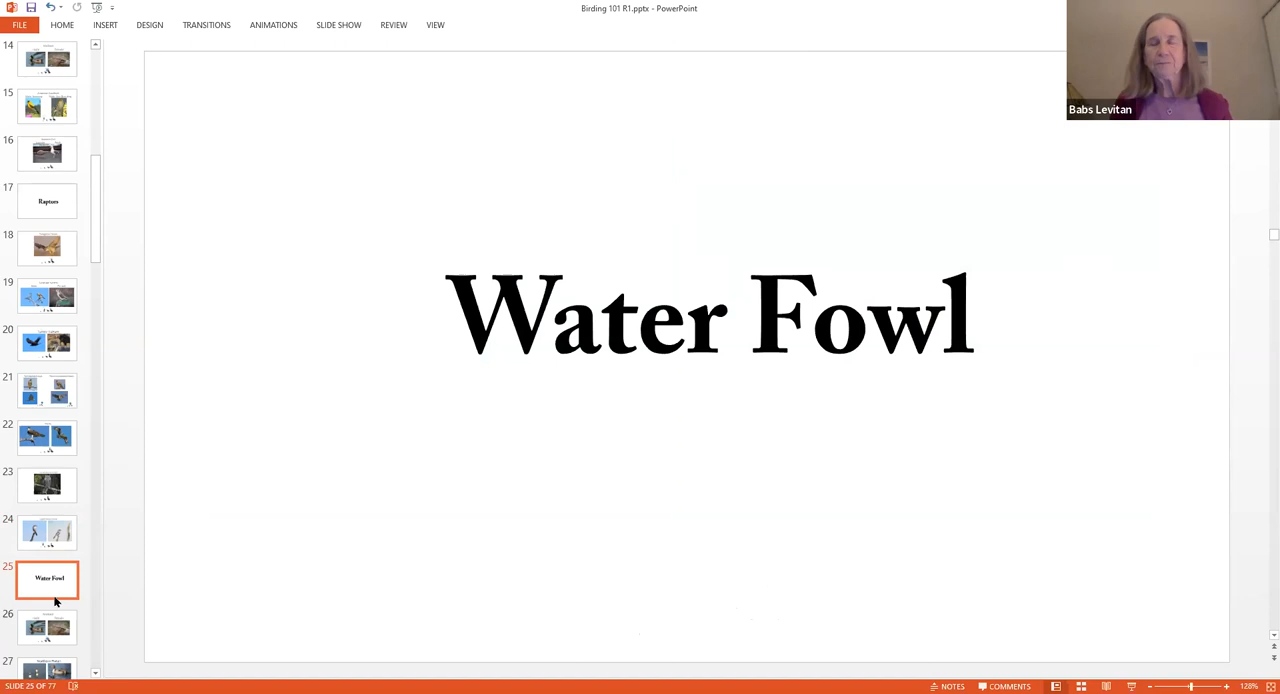 Birding 101 R1.pptx - PowerPoint
FILE HOME INSERT DESIGN TRANSITIONS ANIMATIONS SLIDE SHOW REVIEW VIEW
Babs Levitan
14
15
16
17
Raptors
18
19
20
21
22
23
24
25
Water Fowl
26
27
Water Fowl
SLIDE 25 OF 77
NOTES COMMENTS 128%